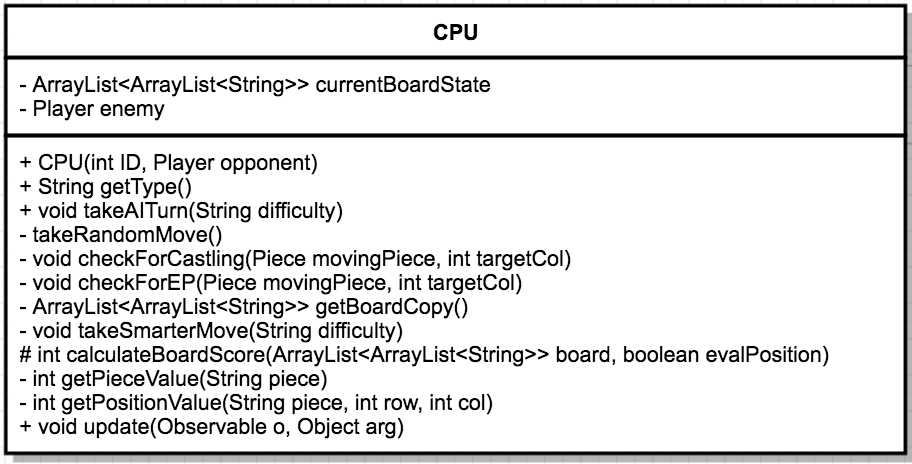 CPU
- ArrayList<ArrayList<String>> currentBoardState
- Player enemy
+ CPU(int ID, Player opponent)
+ String getType()
+ void takeAITurn(String difficulty)
- takeRandomMove()
- void checkForCastling(Piece movingPiece, int targetCol)
- void checkForEP(Piece movingPiece, int targetCol)
- ArrayList<ArrayList<String>> getBoardCopy()
- void takeSmarterMove(String difficulty)
# int calculateBoardScore(ArrayList<ArrayList<String>> board, boolean evalPosition)
- int getPieceValue(String piece)
- int getPositionValue(String piece, int row, int col)
+ void update(Observable o, Object arg)